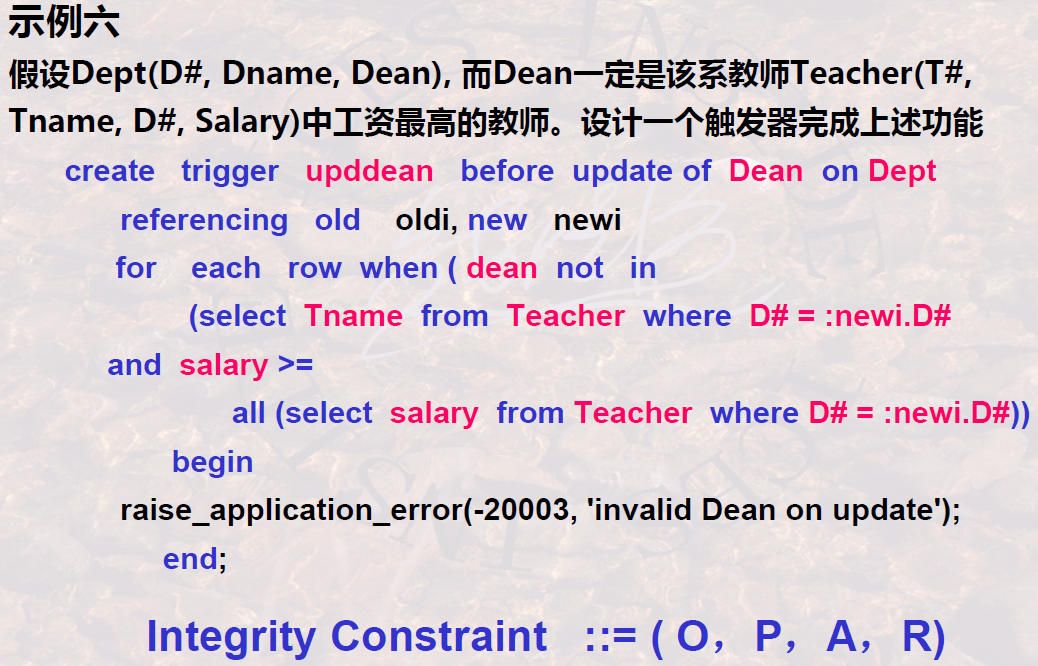 示例六
假设Dept(D#, Dname, Dean), 而Dean一定是该系教师Teacher(T#,
Tname, D#, Salary)中工资最高的教师。设计一个触发器完成上述功能
create trigger upddean before update of Dean on Dept
referencing old oldi, new newi
for each row when ( dean not in
(select Tname from Teacher where D# = :newi.D#
and salary >=
all (select salary from Teacher where D# = :newi.D#))
begin
raise_application_error(-20003, 'invalid Dean on update');
end;
Integrity Constraint ::= ( O，P，A，R)